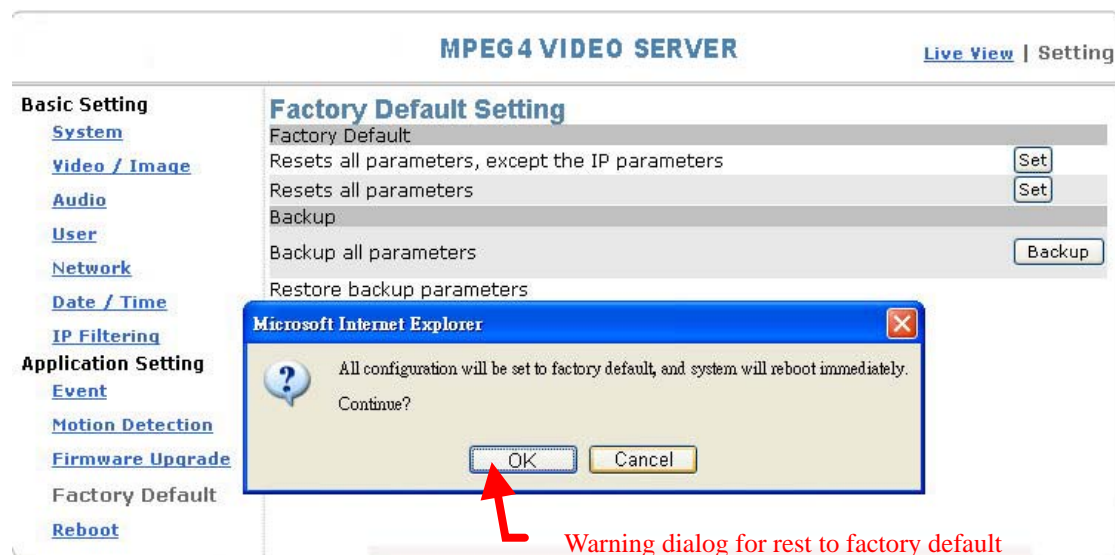 MPEG4 VIDEO SERVER
Live View | Setting
Basic Setting
System
Video / Image
Audio
User
Network
Date / Time
IP Filtering
Application Setting
Event
Motion Detection
Firmware Upgrade
Factory Default
Reboot
Factory Default Setting
Factory Default
Resets all parameters, except the IP parameters Set
Resets all parameters Set
Backup
Backup all parameters Backup
Restore backup parameters
Microsoft Internet Explorer
All configuration will be set to factory default, and system will reboot immediately.
Continue?
OK Cancel
Warning dialog for rest to factory default